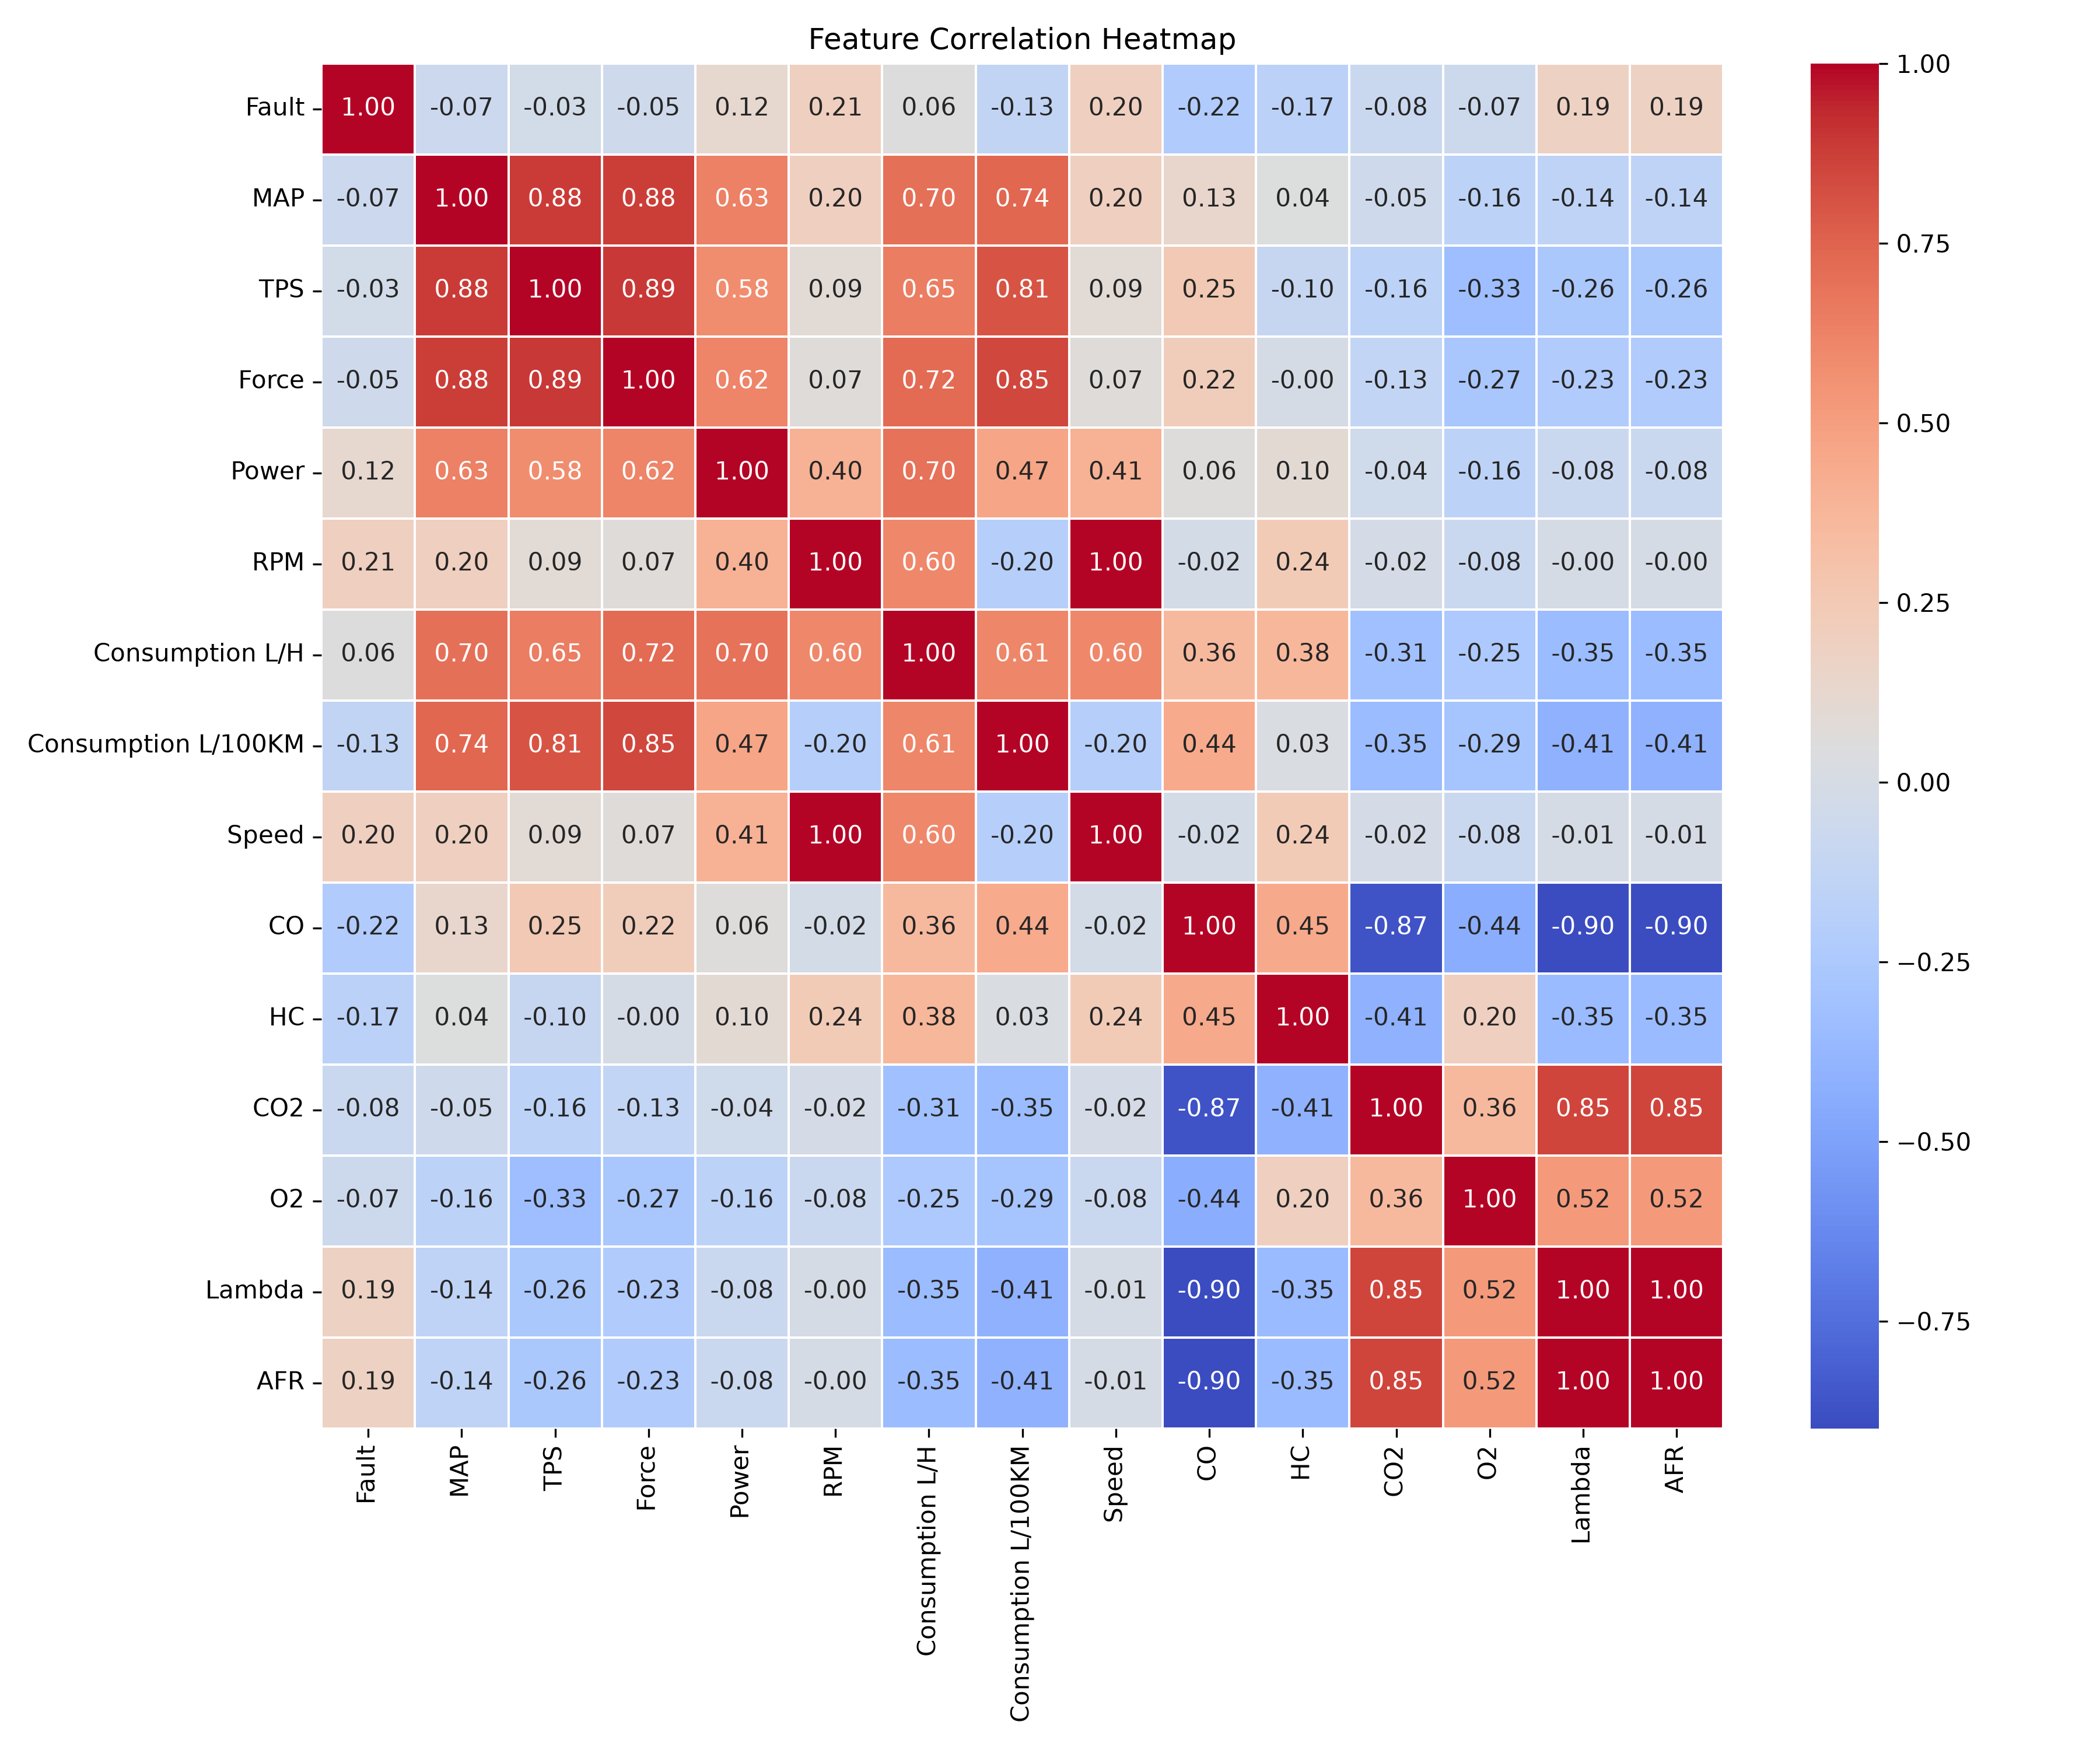 Feature Correlation Heatmap
Fault 1.00 -0.07 -0.03 -0.05 0.12 0.21 0.06 -0.13 0.20 -0.22 -0.17 -0.08 -0.07 0.19 0.19
MAP -0.07 1.00 0.88 0.88 0.63 0.20 0.70 0.74 0.20 0.13 0.04 -0.05 -0.16 -0.14 -0.14
TPS -0.03 0.88 1.00 0.89 0.58 0.09 0.65 0.81 0.09 0.25 -0.10 -0.16 -0.33 -0.26 -0.26
Force -0.05 0.88 0.89 1.00 0.62 0.07 0.72 0.85 0.07 0.22 -0.00 -0.13 -0.27 -0.23 -0.23
Power 0.12 0.63 0.58 0.62 1.00 0.40 0.70 0.47 0.41 0.06 0.10 -0.04 -0.16 -0.08 -0.08
RPM 0.21 0.20 0.09 0.07 0.40 1.00 0.60 -0.20 1.00 -0.02 0.24 -0.02 -0.08 -0.00 -0.00
Consumption L/H 0.06 0.70 0.65 0.72 0.70 0.60 1.00 0.61 0.60 0.36 0.38 -0.31 -0.25 -0.35 -0.35
Consumption L/100KM -0.13 0.74 0.81 0.85 0.47 -0.20 0.61 1.00 -0.20 0.44 0.03 -0.35 -0.29 -0.41 -0.41
Speed 0.20 0.20 0.09 0.07 0.41 1.00 0.60 -0.20 1.00 -0.02 0.24 -0.02 -0.08 -0.01 -0.01
CO -0.22 0.13 0.25 0.22 0.06 -0.02 0.36 0.44 -0.02 1.00 0.45 -0.87 -0.44 -0.90 -0.90
HC -0.17 0.04 -0.10 -0.00 0.10 0.24 0.38 0.03 0.24 0.45 1.00 -0.41 0.20 -0.35 -0.35
CO2 -0.08 -0.05 -0.16 -0.13 -0.04 -0.02 -0.31 -0.35 -0.02 -0.87 -0.41 1.00 0.36 0.85 0.85
O2 -0.07 -0.16 -0.33 -0.27 -0.16 -0.08 -0.25 -0.29 -0.08 -0.44 0.20 0.36 1.00 0.52 0.52
Lambda 0.19 -0.14 -0.26 -0.23 -0.08 -0.00 -0.35 -0.41 -0.01 -0.90 -0.35 0.85 0.52 1.00 1.00
AFR 0.19 -0.14 -0.26 -0.23 -0.08 -0.00 -0.35 -0.41 -0.01 -0.90 -0.35 0.85 0.52 1.00 1.00
Fault MAP TPS Force Power RPM Consumption L/H Consumption L/100KM Speed CO HC CO2 O2 Lambda AFR
1.00
0.75
0.50
0.25
0.00
−0.25
−0.50
−0.75